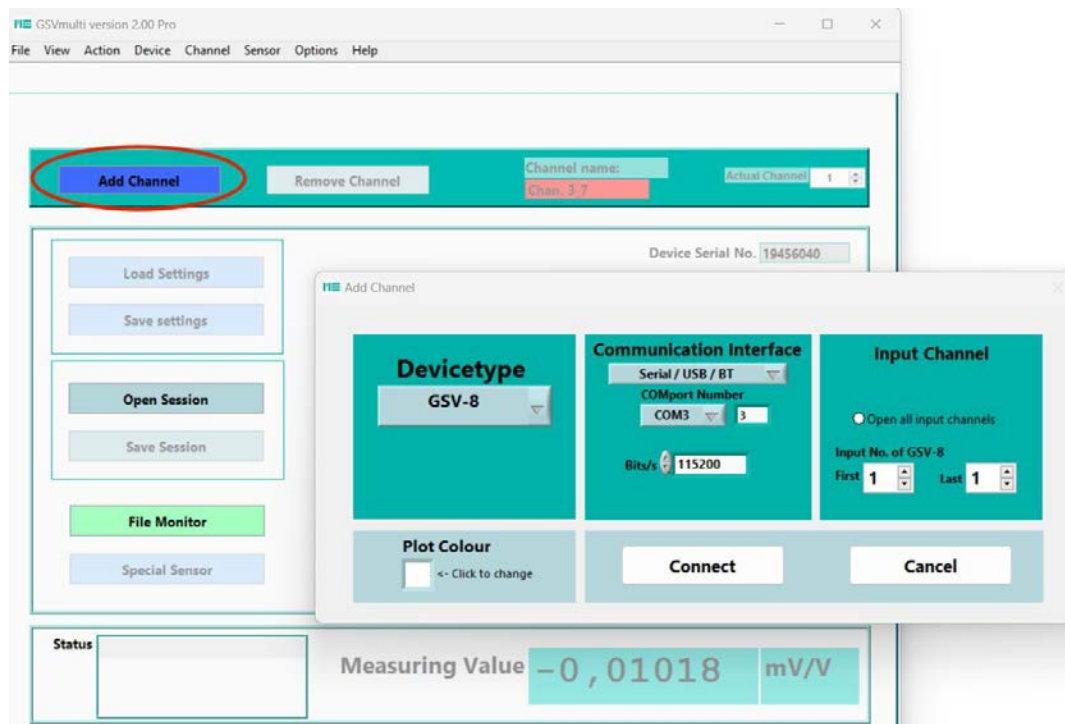 ME GSVmulti version 2.00 Pro
File View Action Device Channel Sensor Options Help
Add Channel
Remove Channel
Channel name:
Chan. 3-7
Actual Channel 1
Device Serial No. 19456040
Load Settings
Save settings
Open Session
Save Session
File Monitor
Special Sensor
ME Add Channel
Devicetype
GSV-8
Communication Interface
Serial / USB / BT
COMport Number
COM3 3
Bits/s 115200
Input Channel
Open all input channels
Input No. of GSV-8
First 1 Last 1
Plot Colour
<- Click to change
Connect
Cancel
Status
Measuring Value -0,01018 mV/V